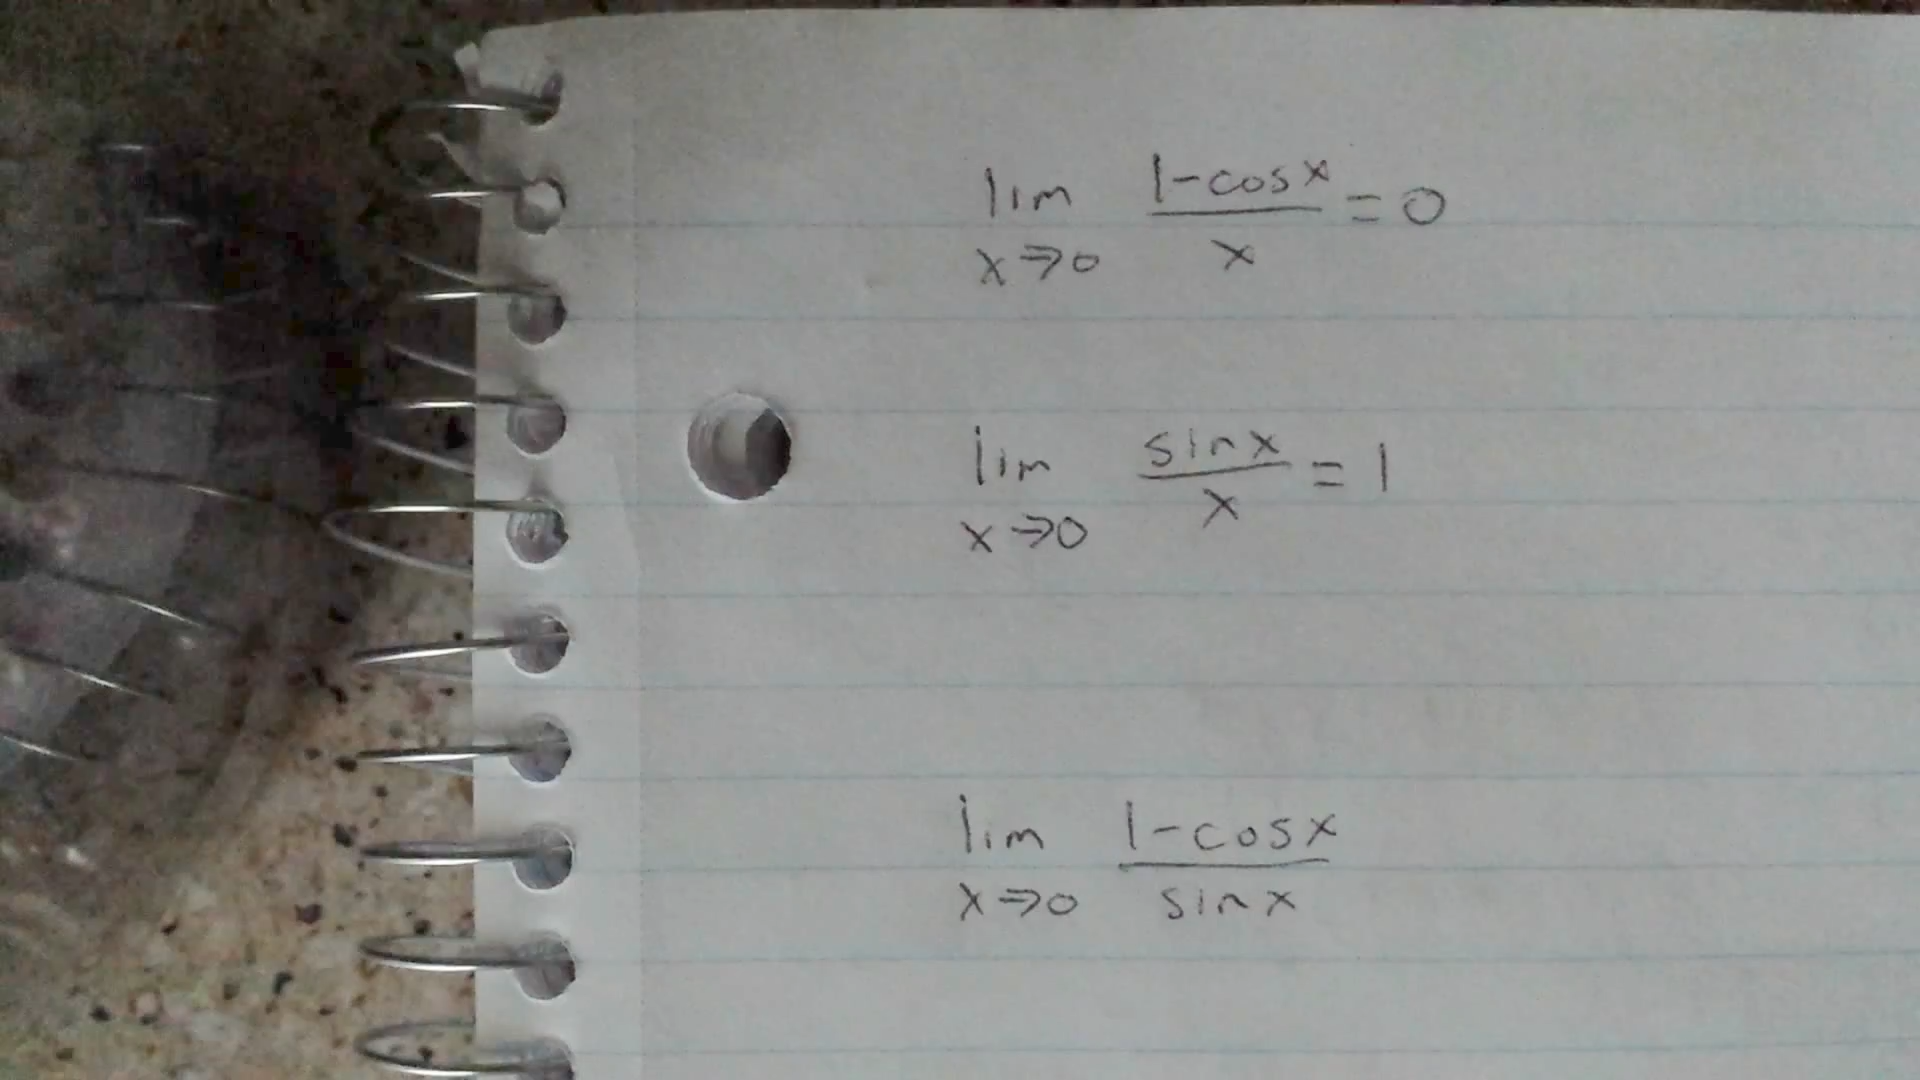 lim 1-cosx = 0
x→0 x
lim sinx = 1
x→0 x
lim 1-cosx
x→0 sinx